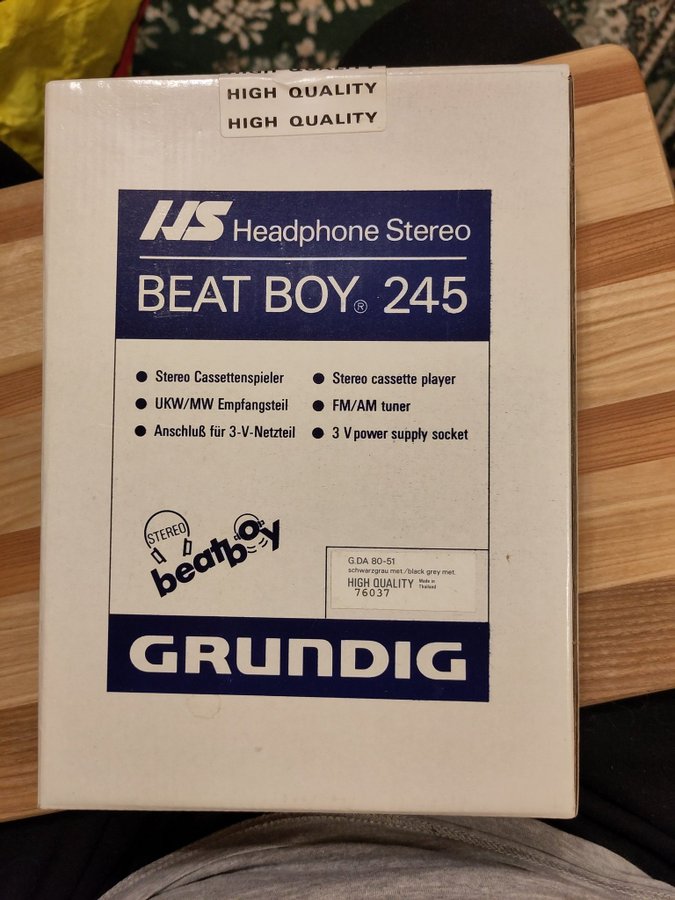 HIGH QUALITY
HIGH QUALITY
HIGH QUALITY
HS Headphone Stereo
BEAT BOY® 245
● Stereo Cassettenspieler
● UKW/MW Empfangsteil
● Anschluß für 3-V-Netzteil
● Stereo cassette player
● FM/AM tuner
● 3 V power supply socket
STEREO
beatboy
G.DA 80-51
schwarzgrau met./black grey met.
HIGH QUALITY Made in Thailand
76037
GRUNDIG